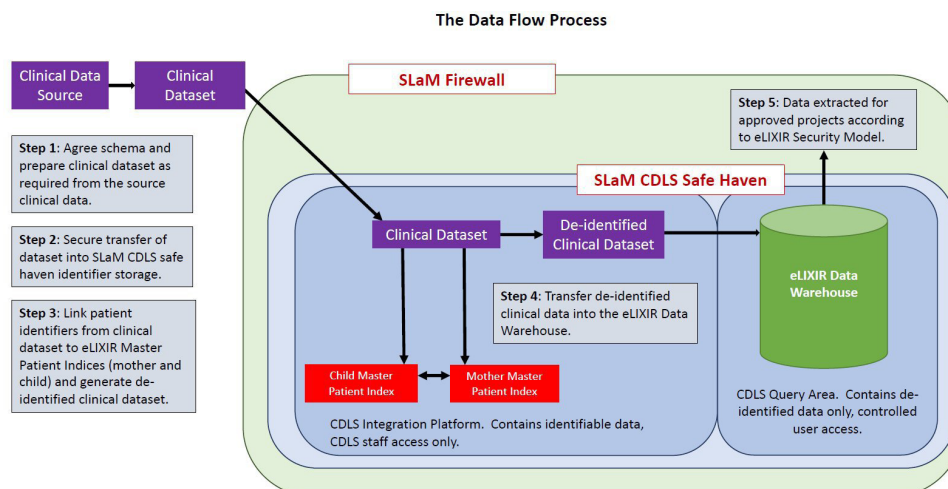 The Data Flow Process
Clinical Data
Source
Clinical
Dataset
SLaM Firewall
Step 1: Agree schema and
prepare clinical dataset as
required from the source
clinical data.
Step 2: Secure transfer of
dataset into SLaM CDLS safe
haven identifier storage.
Step 3: Link patient
identifiers from clinical
dataset to eLIXIR Master
Patient Indices (mother and
child) and generate de-
identified clinical dataset.
Step 5: Data extracted for
approved projects according
to eLIXIR Security Model.
SLaM CDLS Safe Haven
Clinical Dataset
De-identified
Clinical Dataset
eLIXIR Data
Warehouse
Step 4: Transfer de-identified
clinical data into the eLIXIR Data
Warehouse.
Child Master
Patient Index
Mother Master
Patient Index
CDLS Integration Platform. Contains identifiable data,
CDLS staff access only.
CDLS Query Area. Contains de-
identified data only, controlled
user access.